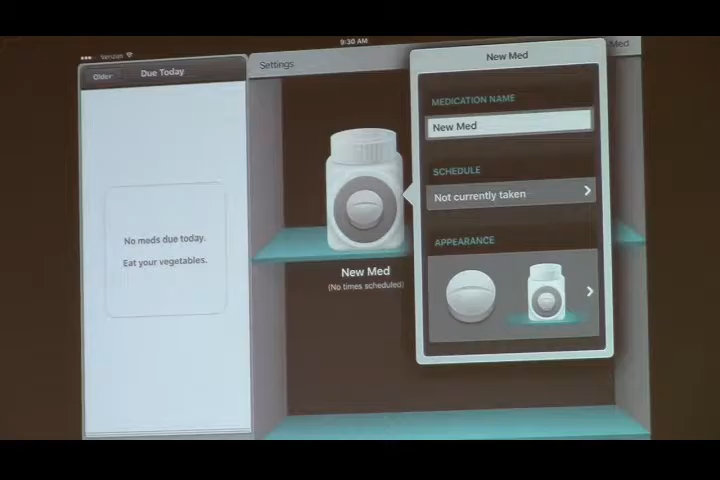 Verizon
9:30 AM
Older
Due Today
Settings
Med
New Med
MEDICATION NAME
New Med
SCHEDULE
Not currently taken
APPEARANCE
No meds due today.
Eat your vegetables.
New Med
(No times scheduled)